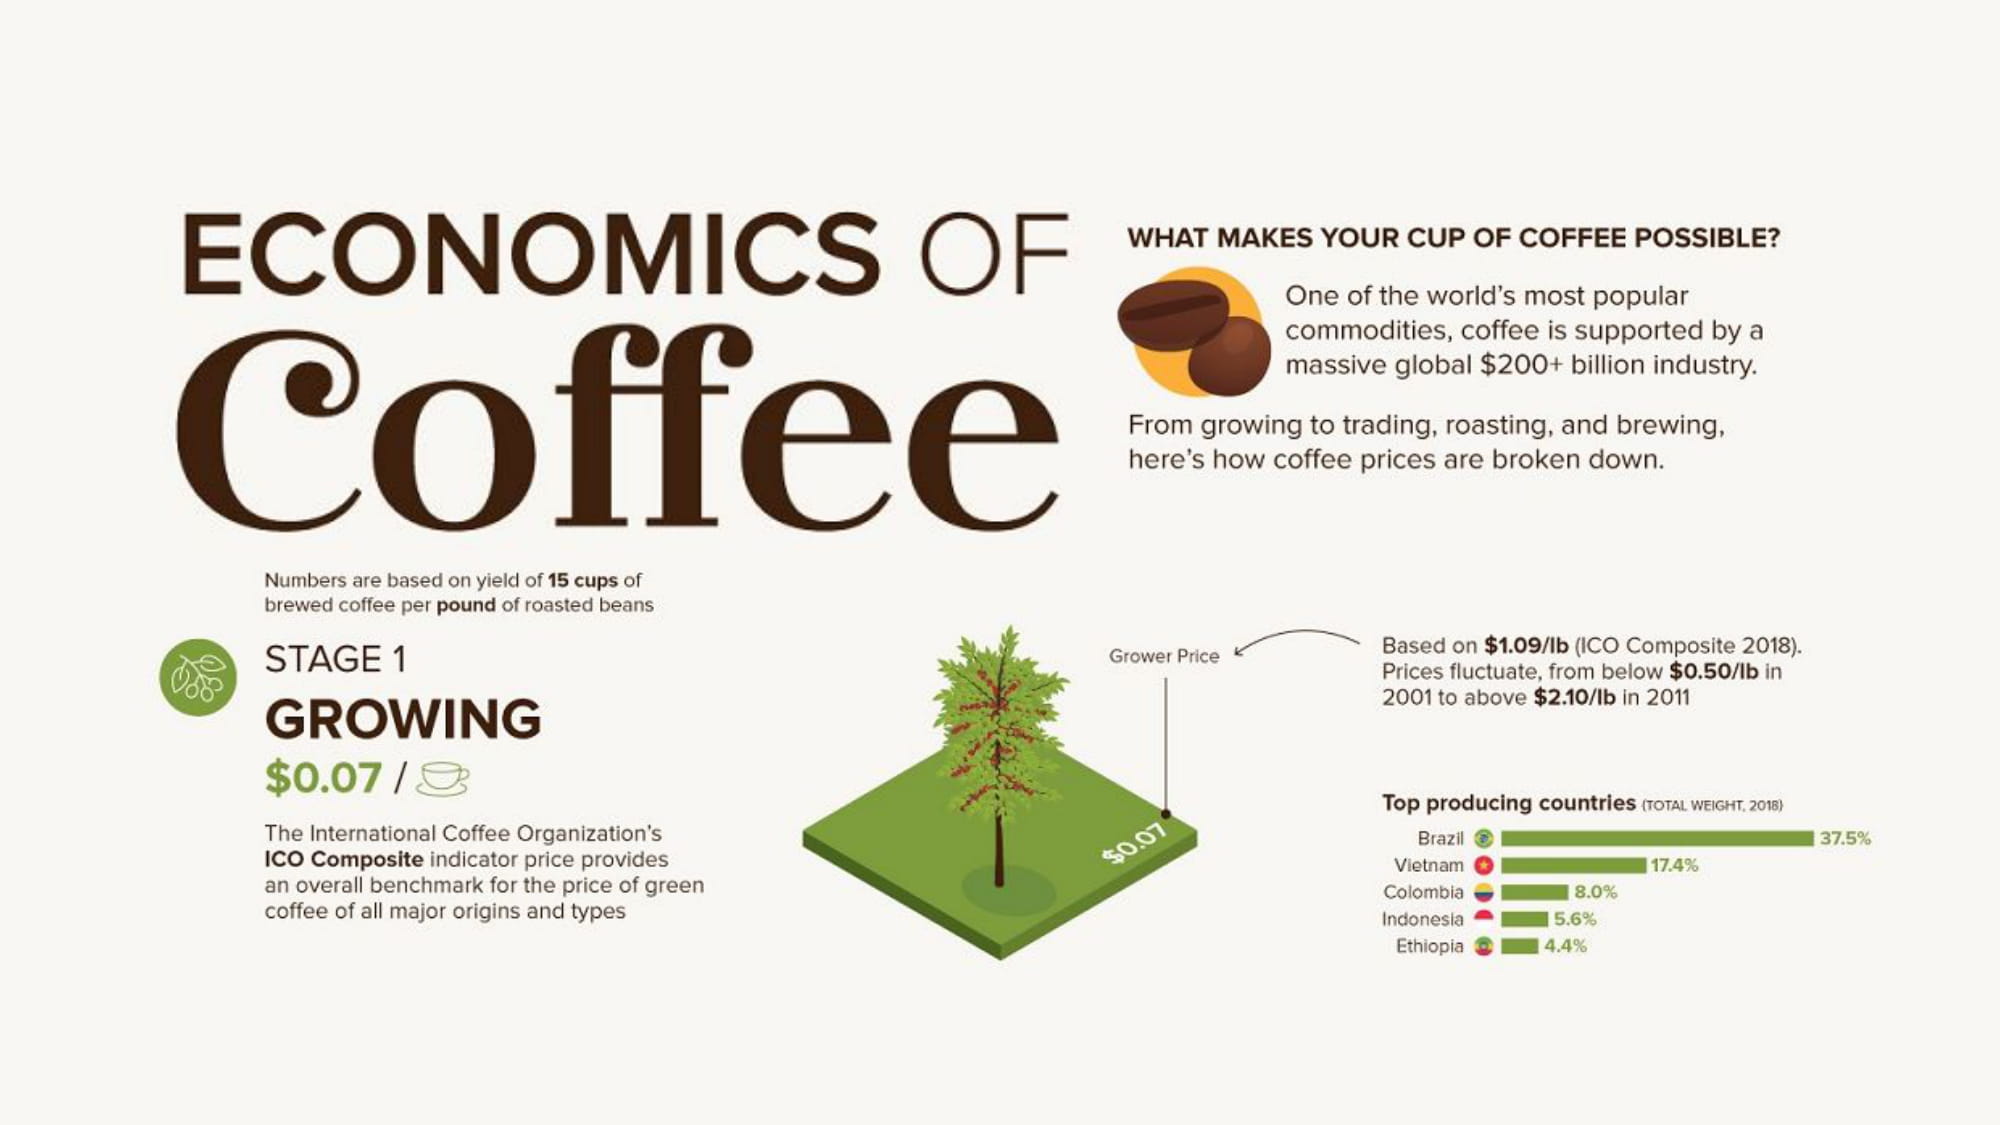 ECONOMICS OF
Coffee
WHAT MAKES YOUR CUP OF COFFEE POSSIBLE?
One of the world's most popular
commodities, coffee is supported by a
massive global $200+ billion industry.
From growing to trading, roasting, and brewing,
here's how coffee prices are broken down.
Numbers are based on yield of 15 cups of
brewed coffee per pound of roasted beans
STAGE 1
GROWING
$0.07 /
The International Coffee Organization's
ICO Composite indicator price provides
an overall benchmark for the price of green
coffee of all major origins and types
Grower Price
$0.07
Based on $1.09/lb (ICO Composite 2018).
Prices fluctuate, from below $0.50/lb in
2001 to above $2.10/lb in 2011
Top producing countries (TOTAL WEIGHT, 2018)
Brazil 37.5%
Vietnam 17.4%
Colombia 8.0%
Indonesia 5.6%
Ethiopia 4.4%